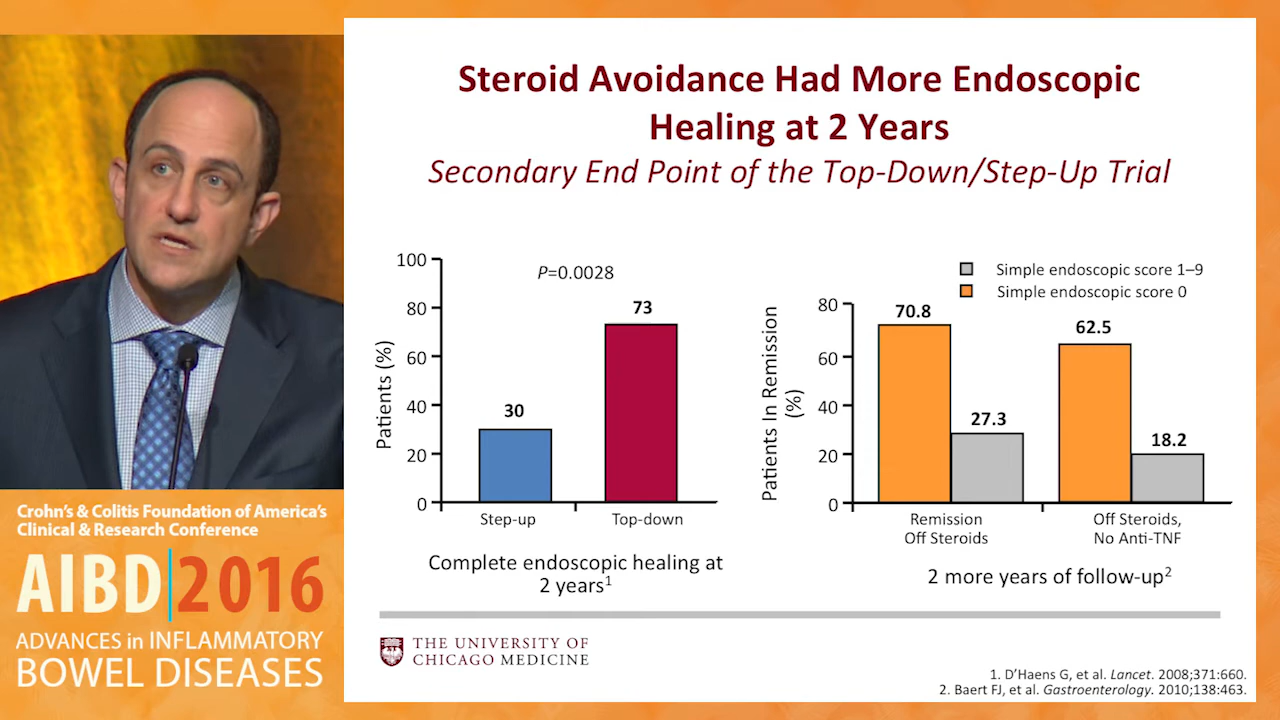 Steroid Avoidance Had More Endoscopic
Healing at 2 Years
Secondary End Point of the Top-Down/Step-Up Trial
Patients (%)
100
80
60
40
20
0
P=0.0028
30
73
Step-up
Top-down
Complete endoscopic healing at
2 years1
Simple endoscopic score 1–9
Simple endoscopic score 0
Patients In Remission
(%)
80
60
40
20
0
70.8
27.3
62.5
18.2
Remission
Off Steroids
Off Steroids,
No Anti-TNF
2 more years of follow-up2
THE UNIVERSITY OF
CHICAGO MEDICINE
1. D'Haens G, et al. Lancet. 2008;371:660.
2. Baert FJ, et al. Gastroenterology. 2010;138:463.
Crohn's & Colitis Foundation of America's
Clinical & Research Conference
AIBD 2016
ADVANCES in INFLAMMATORY
BOWEL DISEASES